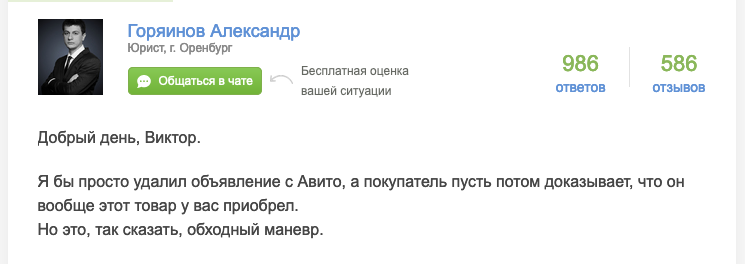 Горяинов Александр
Юрист, г. Оренбург
Общаться в чате
Бесплатная оценка
вашей ситуации
986
ответов
586
отзывов
Добрый день, Виктор.
Я бы просто удалил объявление с Авито, а покупатель пусть потом доказывает, что он
вообще этот товар у вас приобрел.
Но это, так сказать, обходный маневр.